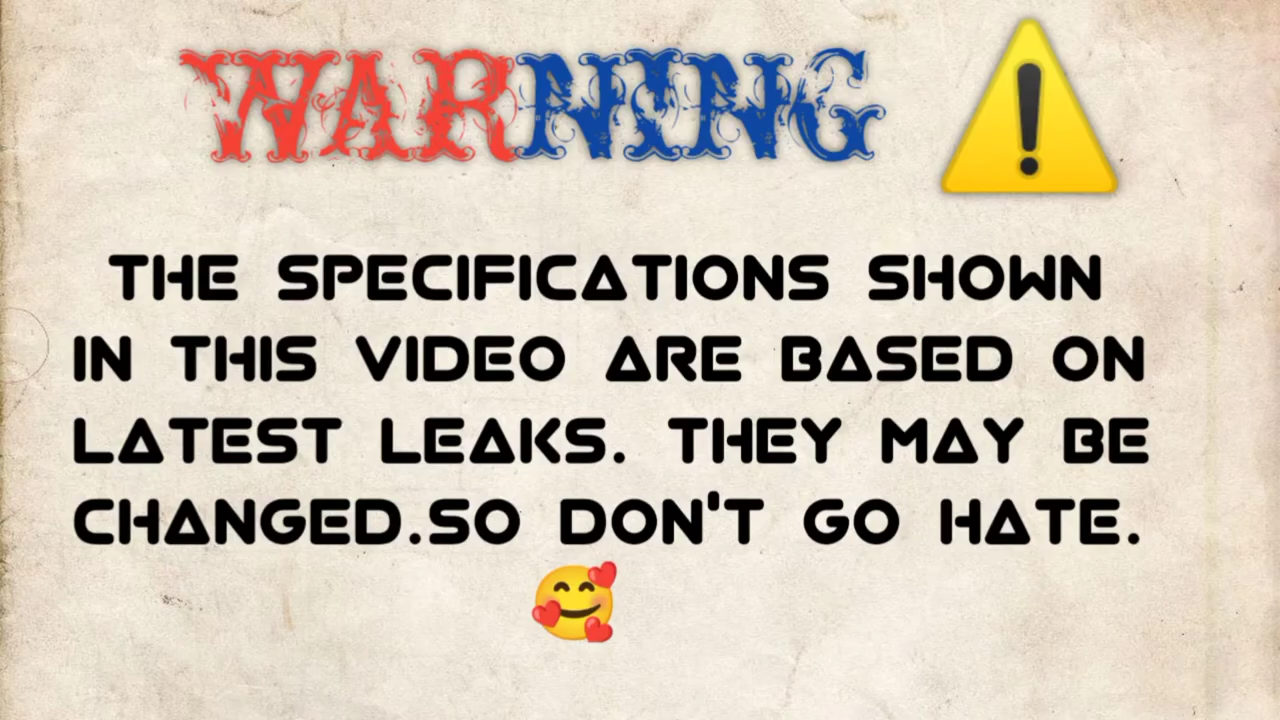 WARNING
THE SPECIFICATIONS SHOWN
IN THIS VIDEO ARE BASED ON
LATEST LEAKS. THEY MAY BE
CHANGED.SO DON'T GO HATE.